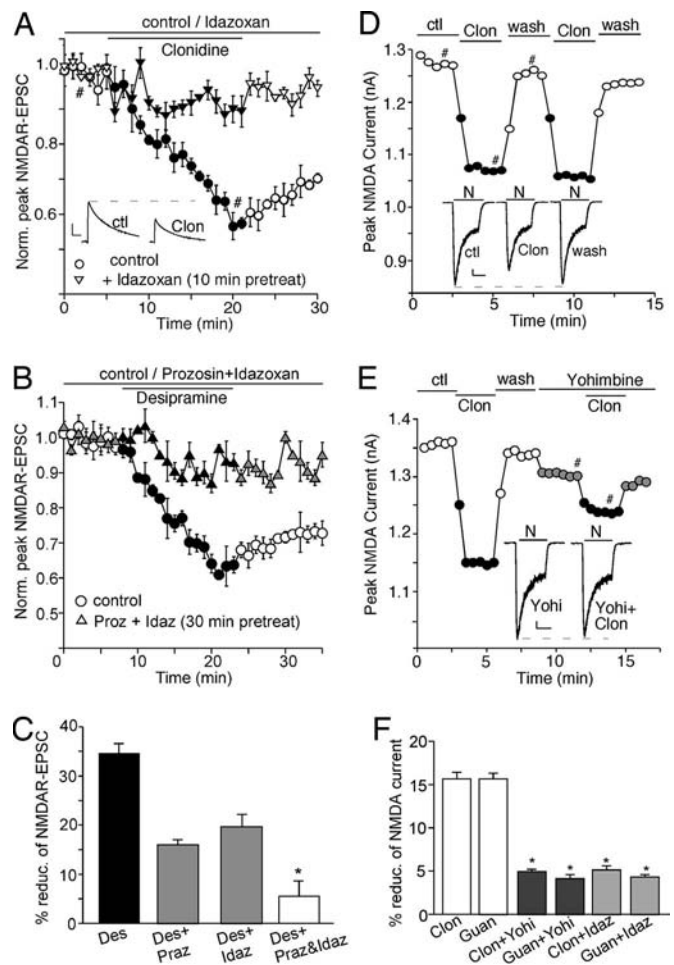 A
control / Idazoxan
Clonidine
Norm. peak NMDAR-EPSC
1.0
0.8
0.6
#
#
ctl
Clon
control
+ Idazoxan (10 min pretreat)
0 10 20 30
Time (min)
B
control / Prozosin+Idazoxan
Desipramine
Norm. peak NMDAR-EPSC
1.1
1.0
0.9
0.8
0.7
0.6
0.5
control
Proz + Idaz (30 min pretreat)
0 10 20 30
Time (min)
C
% reduc. of NMDAR-EPSC
40
30
20
10
0
*
Des
Des+
Praz
Des+
Idaz
Des+
Praz&Idaz
D
ctl Clon wash Clon wash
Peak NMDA Current (nA)
1.3
1.2
1.1
1.0
0.9
#
#
#
N N N
ctl
Clon
wash
0 5 10 15
Time (min)
E
ctl wash Yohimbine
Clon Clon
Peak NMDA Current (nA)
1.4
1.3
1.2
1.1
#
#
N N
Yohi
Yohi+
Clon
0 5 10 15
Time (min)
F
% reduc. of NMDA current
20
15
10
5
0
* * * *
Clon
Guan
Clon+Yohi
Guan+Yohi
Clon+Idaz
Guan+Idaz